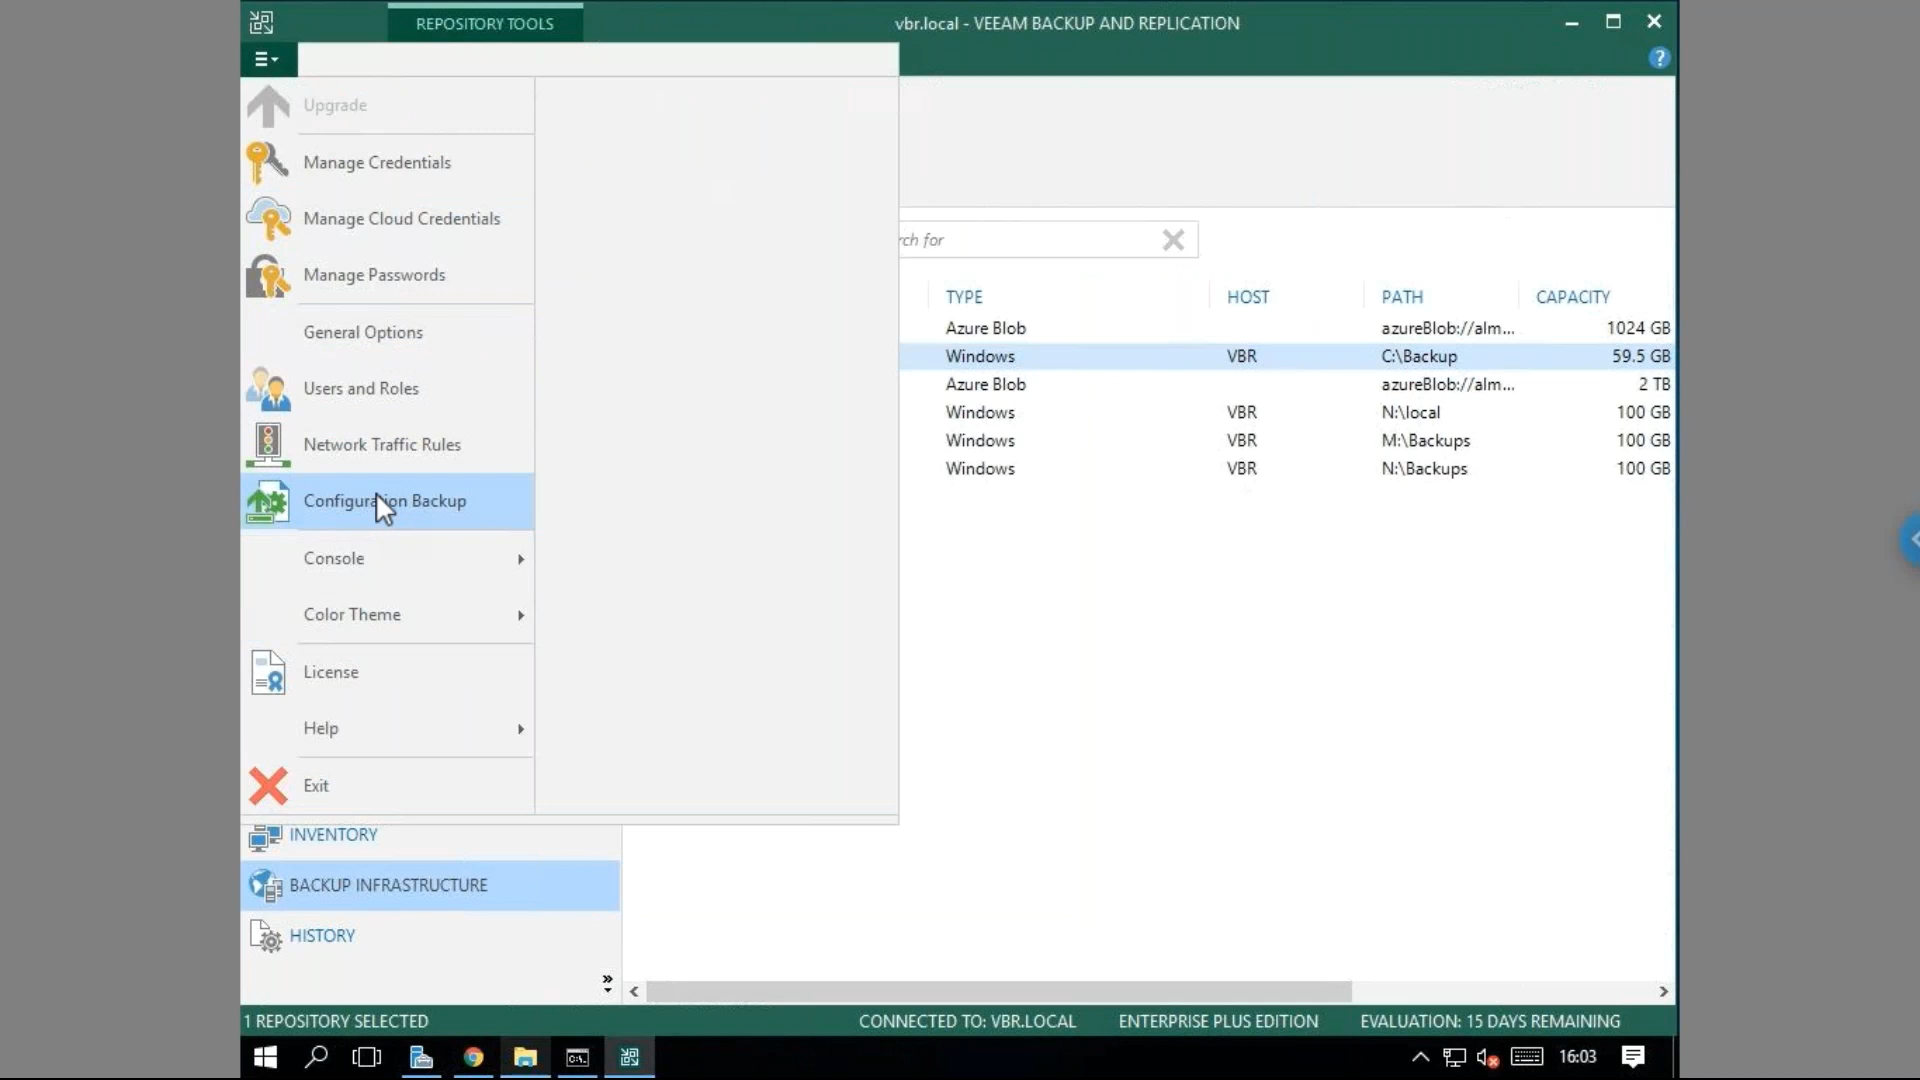 REPOSITORY TOOLS
vbr.local - VEEAM BACKUP AND REPLICATION
?
Upgrade
Manage Credentials
Manage Cloud Credentials
Manage Passwords
General Options
Users and Roles
Network Traffic Rules
Configuration Backup
Console
Color Theme
License
Help
Exit
rch for
TYPE HOST PATH CAPACITY
Azure Blob azureBlob://alm... 1024 GB
Windows VBR C:\Backup 59.5 GB
Azure Blob azureBlob://alm... 2 TB
Windows VBR N:\local 100 GB
Windows VBR M:\Backups 100 GB
Windows VBR N:\Backups 100 GB
INVENTORY
BACKUP INFRASTRUCTURE
HISTORY
1 REPOSITORY SELECTED
CONNECTED TO: VBR.LOCAL ENTERPRISE PLUS EDITION EVALUATION: 15 DAYS REMAINING
16:03